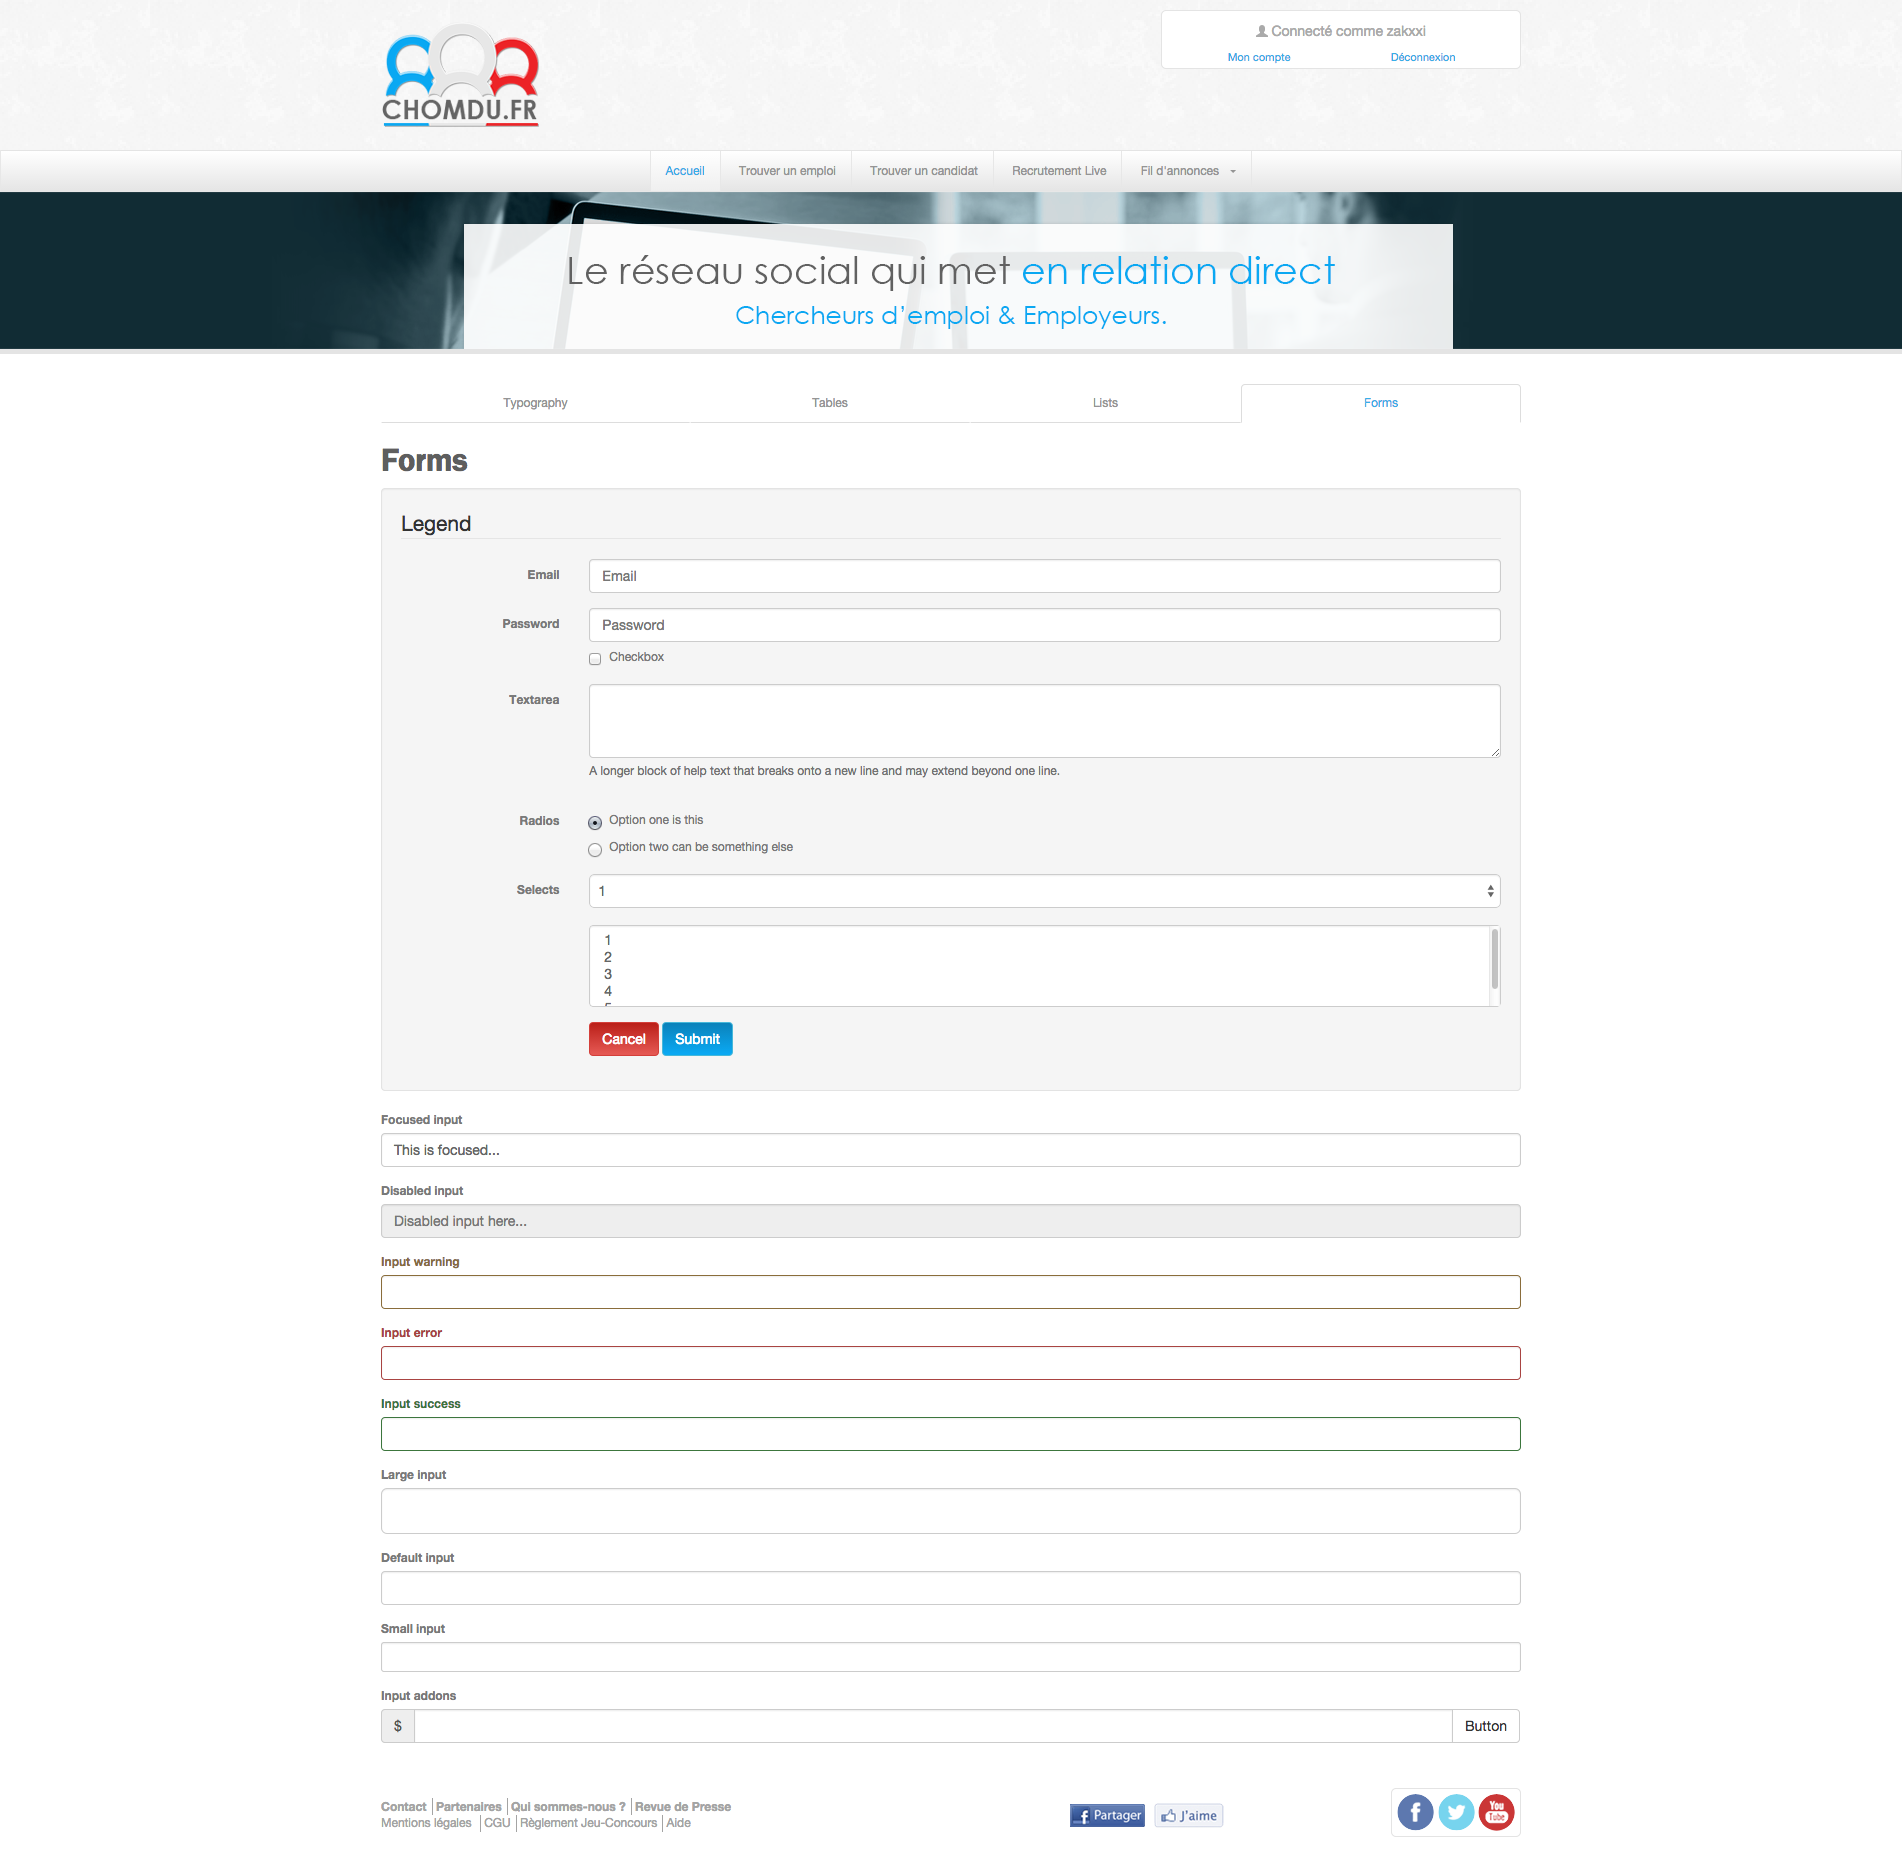 CHOMDU.FR
Connecté comme zakxxi
Mon compte Déconnexion
Accueil Trouver un emploi Trouver un candidat Recrutement Live Fil d'annonces
Le réseau social qui met en relation direct
Chercheurs d'emploi & Employeurs.
Typography Tables Lists Forms
Forms
Legend
Email Email
Password Password
Checkbox
Textarea
A longer block of help text that breaks onto a new line and may extend beyond one line.
Radios Option one is this
Option two can be something else
Selects 1
1
2
3
4
Cancel Submit
Focused input
This is focused...
Disabled input
Disabled input here...
Input warning
Input error
Input success
Large input
Default input
Small input
Input addons
$ Button
Contact Partenaires Qui sommes-nous ? Revue de Presse
Mentions légales CGU Règlement Jeu-Concours Aide
f Partager J'aime
f You Tube